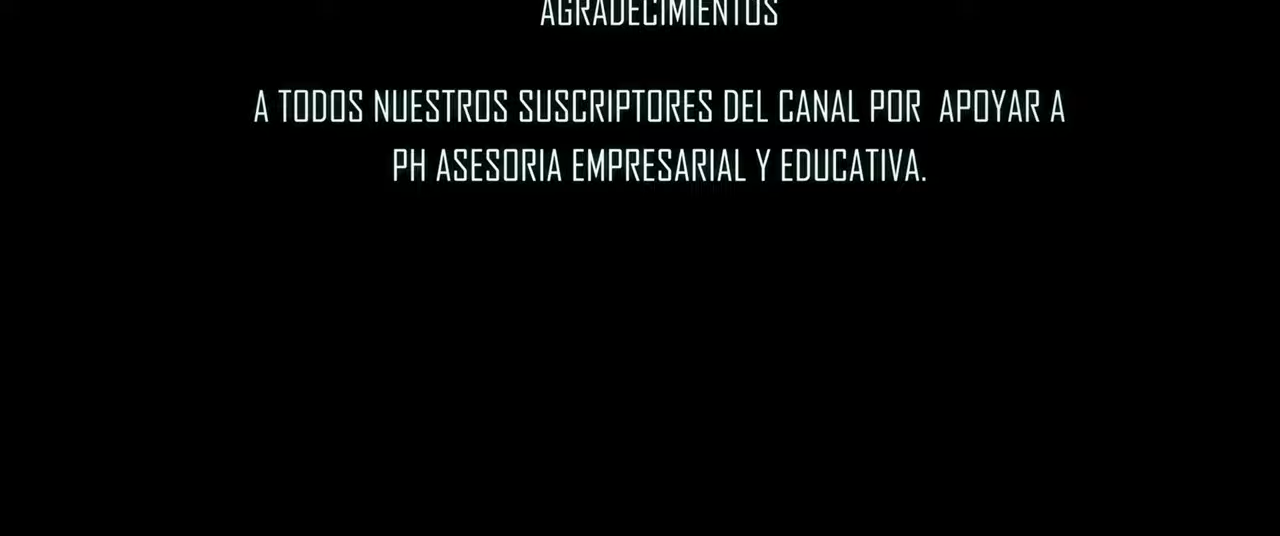 AGRADECIMIENTOS
A TODOS NUESTROS SUSCRIPTORES DEL CANAL POR  APOYAR A
PH ASESORIA EMPRESARIAL Y EDUCATIVA.